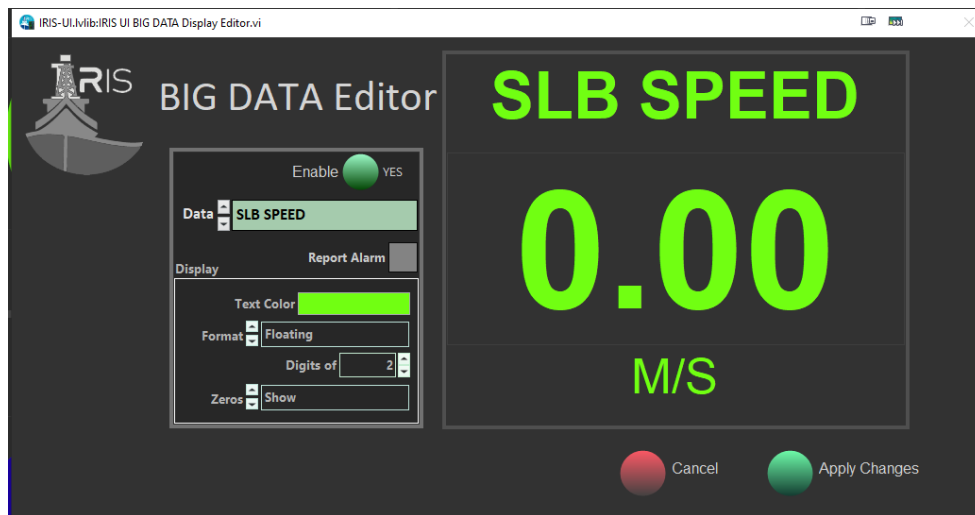 IRIS-UI.lvlib:IRIS UI BIG DATA Display Editor.vi
IRIS
BIG DATA Editor
Enable YES
Data SLB SPEED
Report Alarm
Display
Text Color
Format Floating
Digits of 2
Zeros Show
SLB SPEED
0.00
M/S
Cancel
Apply Changes